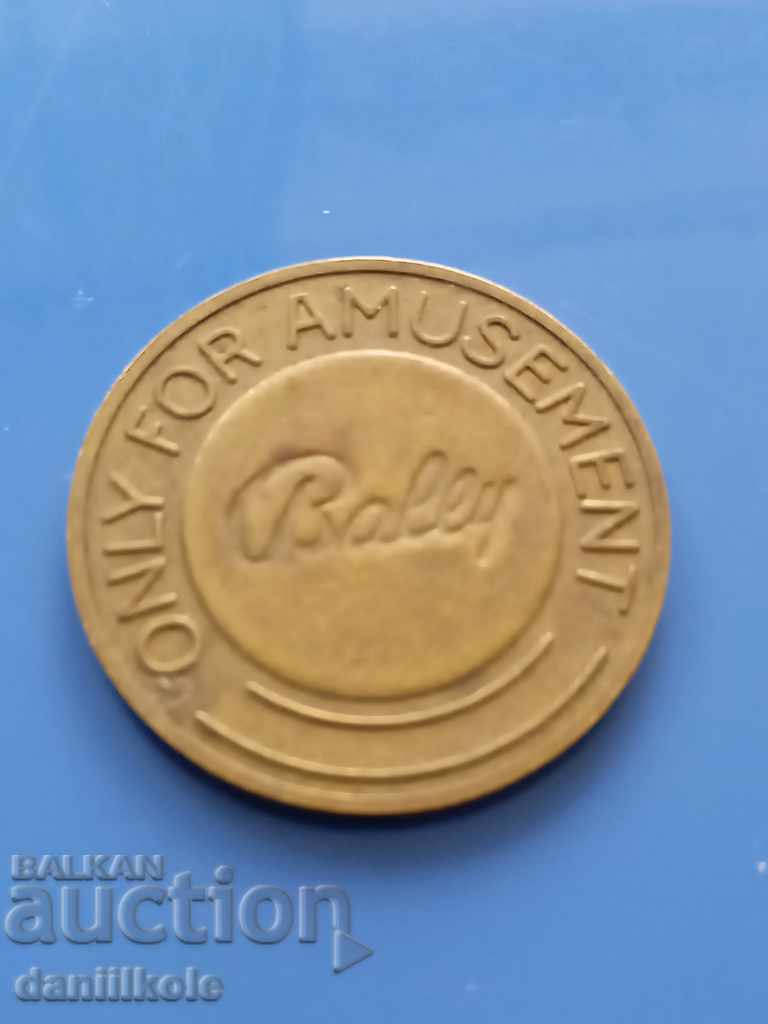 ONLY FOR AMUSEMENT
Bally
BALKAN
auction
daniilkole